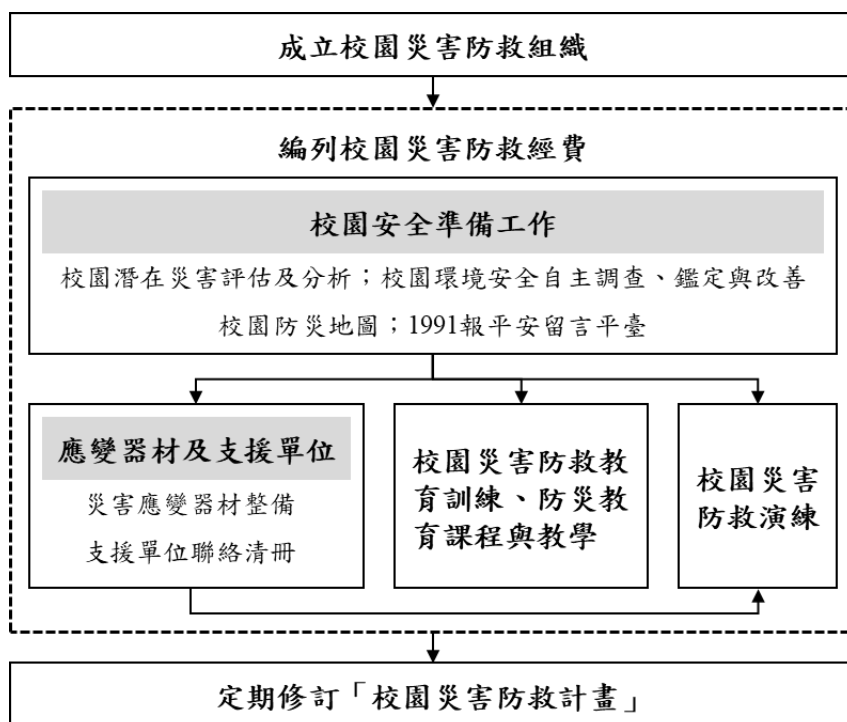 成立校園災害防救組織
編列校園災害防救經費
校園安全準備工作
校園潛在災害評估及分析；校園環境安全自主調查、鑑定與改善
校園防災地圖；1991報平安留言平臺
應變器材及支援單位
災害應變器材整備
支援單位聯絡清冊
校園災害防救教
育訓練、防災教
育課程與教學
校園災害
防救演練
定期修訂「校園災害防救計畫」